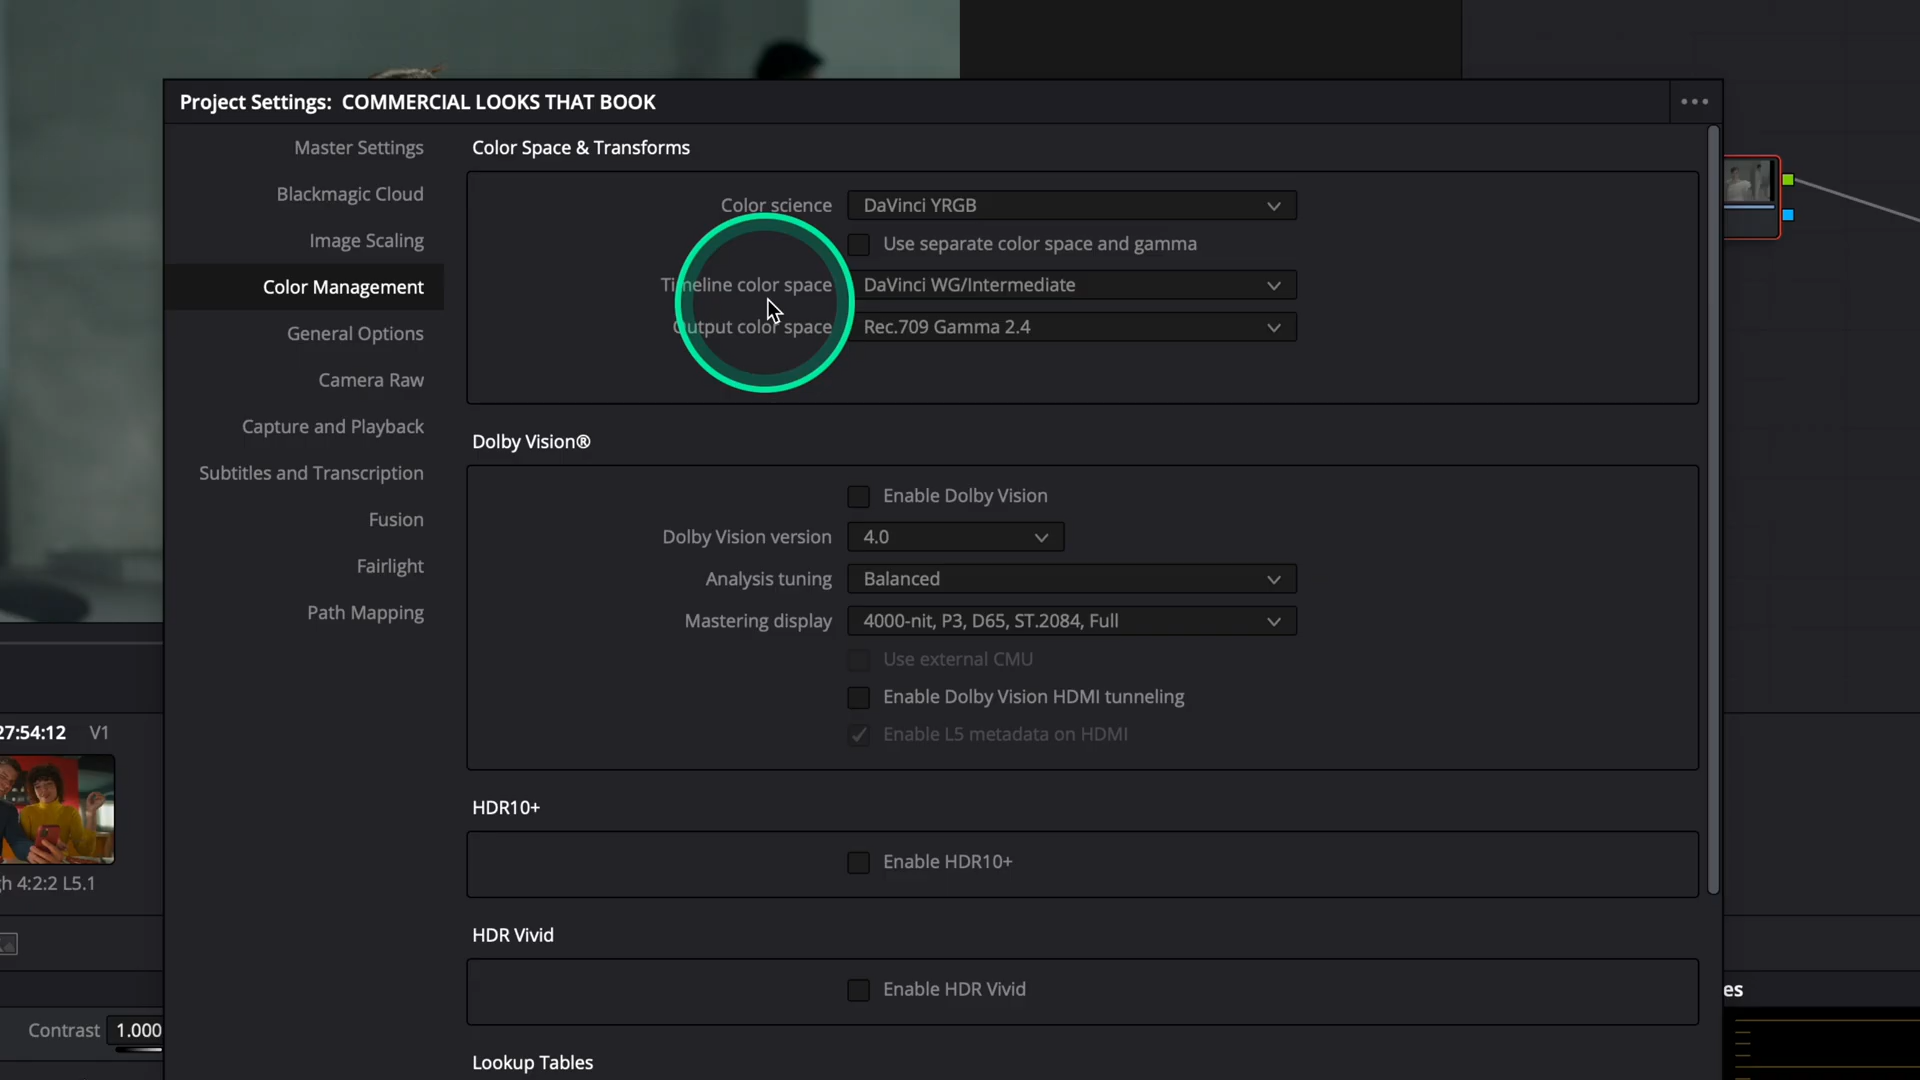 Project Settings: COMMERCIAL LOOKS THAT BOOK
Master Settings
Blackmagic Cloud
Image Scaling
Color Management
General Options
Camera Raw
Capture and Playback
Subtitles and Transcription
Fusion
Fairlight
Path Mapping
Color Space & Transforms
Color science DaVinci YRGB
Use separate color space and gamma
Timeline color space DaVinci WG/Intermediate
Output color space Rec.709 Gamma 2.4
Dolby Vision®
Enable Dolby Vision
Dolby Vision version 4.0
Analysis tuning Balanced
Mastering display 4000-nit, P3, D65, ST.2084, Full
Use external CMU
Enable Dolby Vision HDMI tunneling
Enable L5 metadata on HDMI
HDR10+
Enable HDR10+
HDR Vivid
Enable HDR Vivid
Lookup Tables
27:54:12 V1
gh 4:2:2 L5.1
Contrast 1.000
es